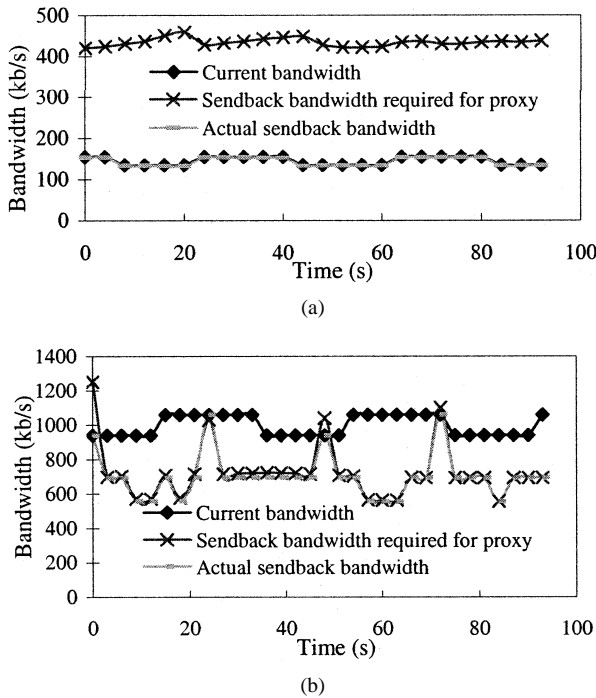 500
400
300
200
100
0
Bandwidth (kb/s)
Current bandwidth
Sendback bandwidth required for proxy
Actual sendback bandwidth
0 20 40 60 80 100
Time (s)
(a)
1400
1200
1000
800
600
400
200
0
Bandwidth (kb/s)
Current bandwidth
Sendback bandwidth required for proxy
Actual sendback bandwidth
0 20 40 60 80 100
Time (s)
(b)